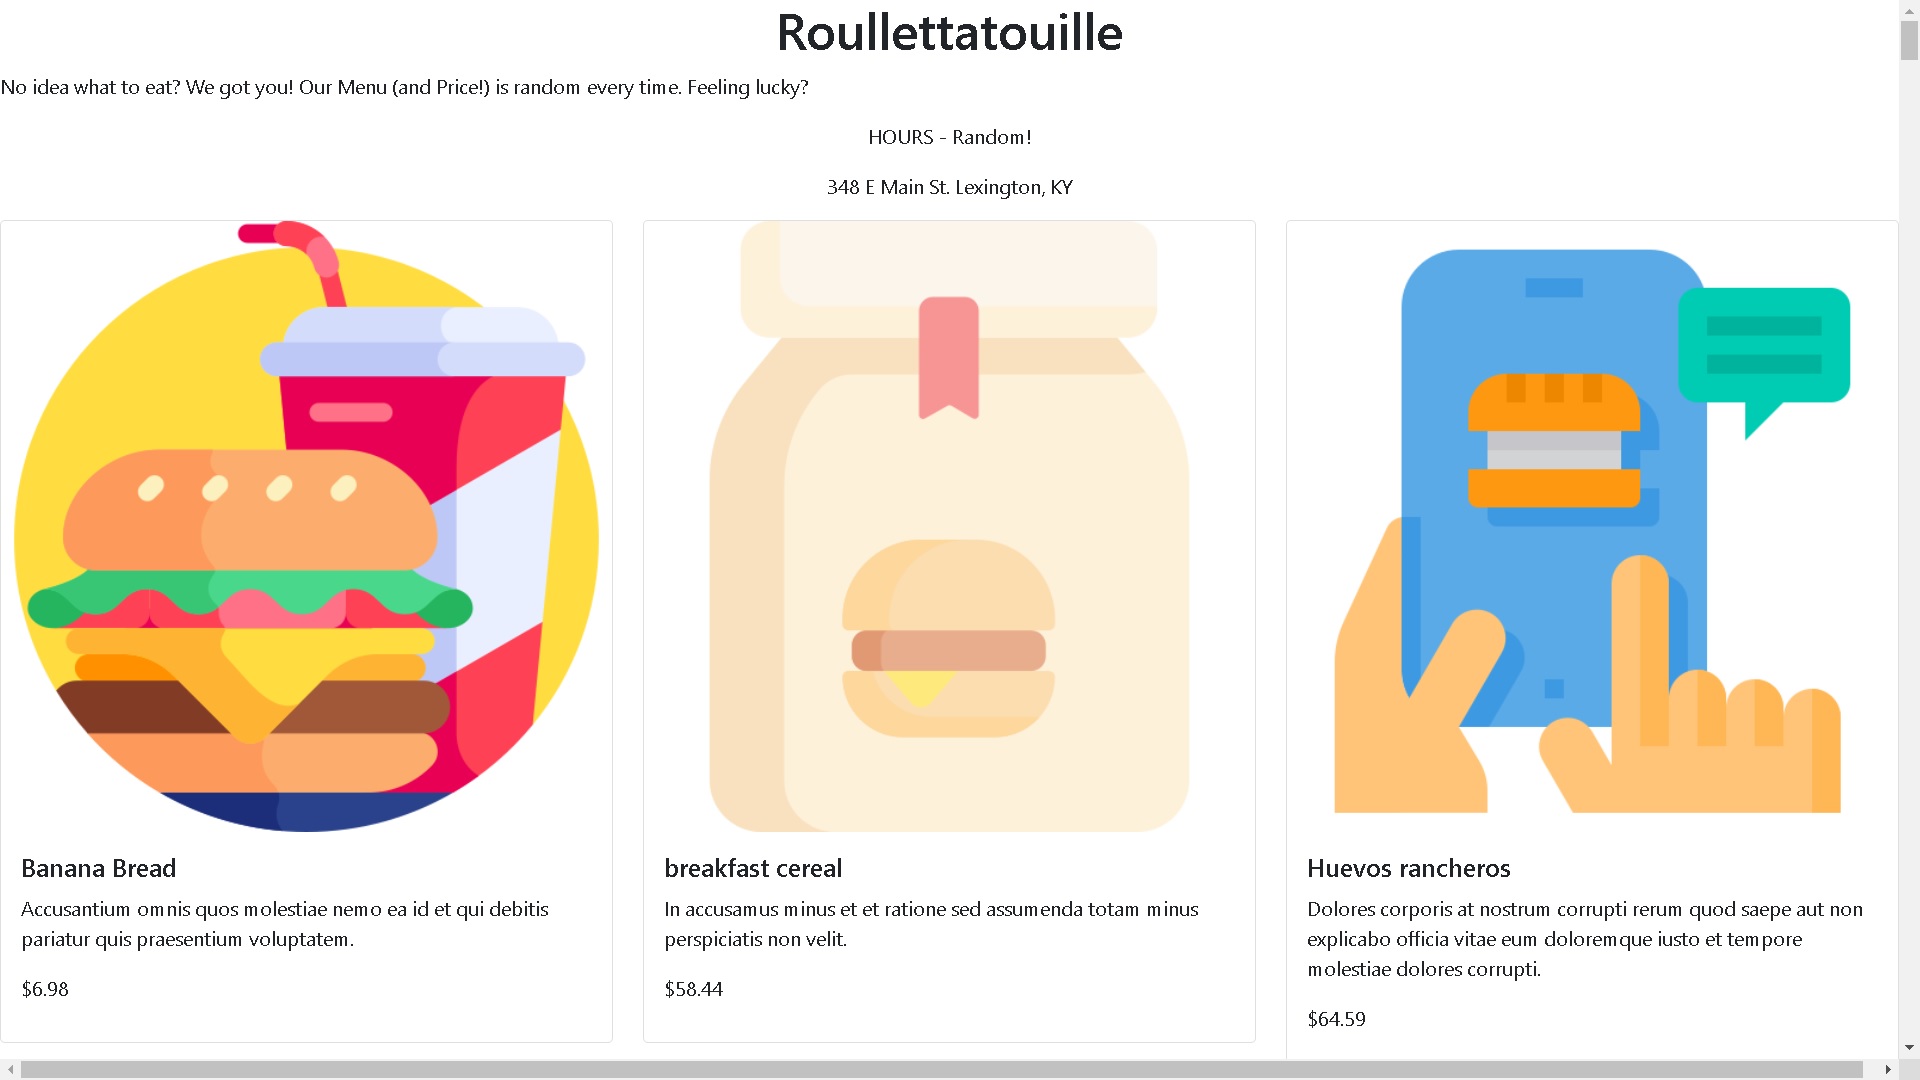 Roullettatouille
No idea what to eat? We got you! Our Menu (and Price!) is random every time. Feeling lucky?
HOURS - Random!
348 E Main St. Lexington, KY
Banana Bread
Accusantium omnis quos molestiae nemo ea id et qui debitis
pariatur quis praesentium voluptatem.
$6.98
breakfast cereal
In accusamus minus et et ratione sed assumenda totam minus
perspiciatis non velit.
$58.44
Huevos rancheros
Dolores corporis at nostrum corrupti rerum quod saepe aut non
explicabo officia vitae eum doloremque iusto et tempore
molestiae dolores corrupti.
$64.59